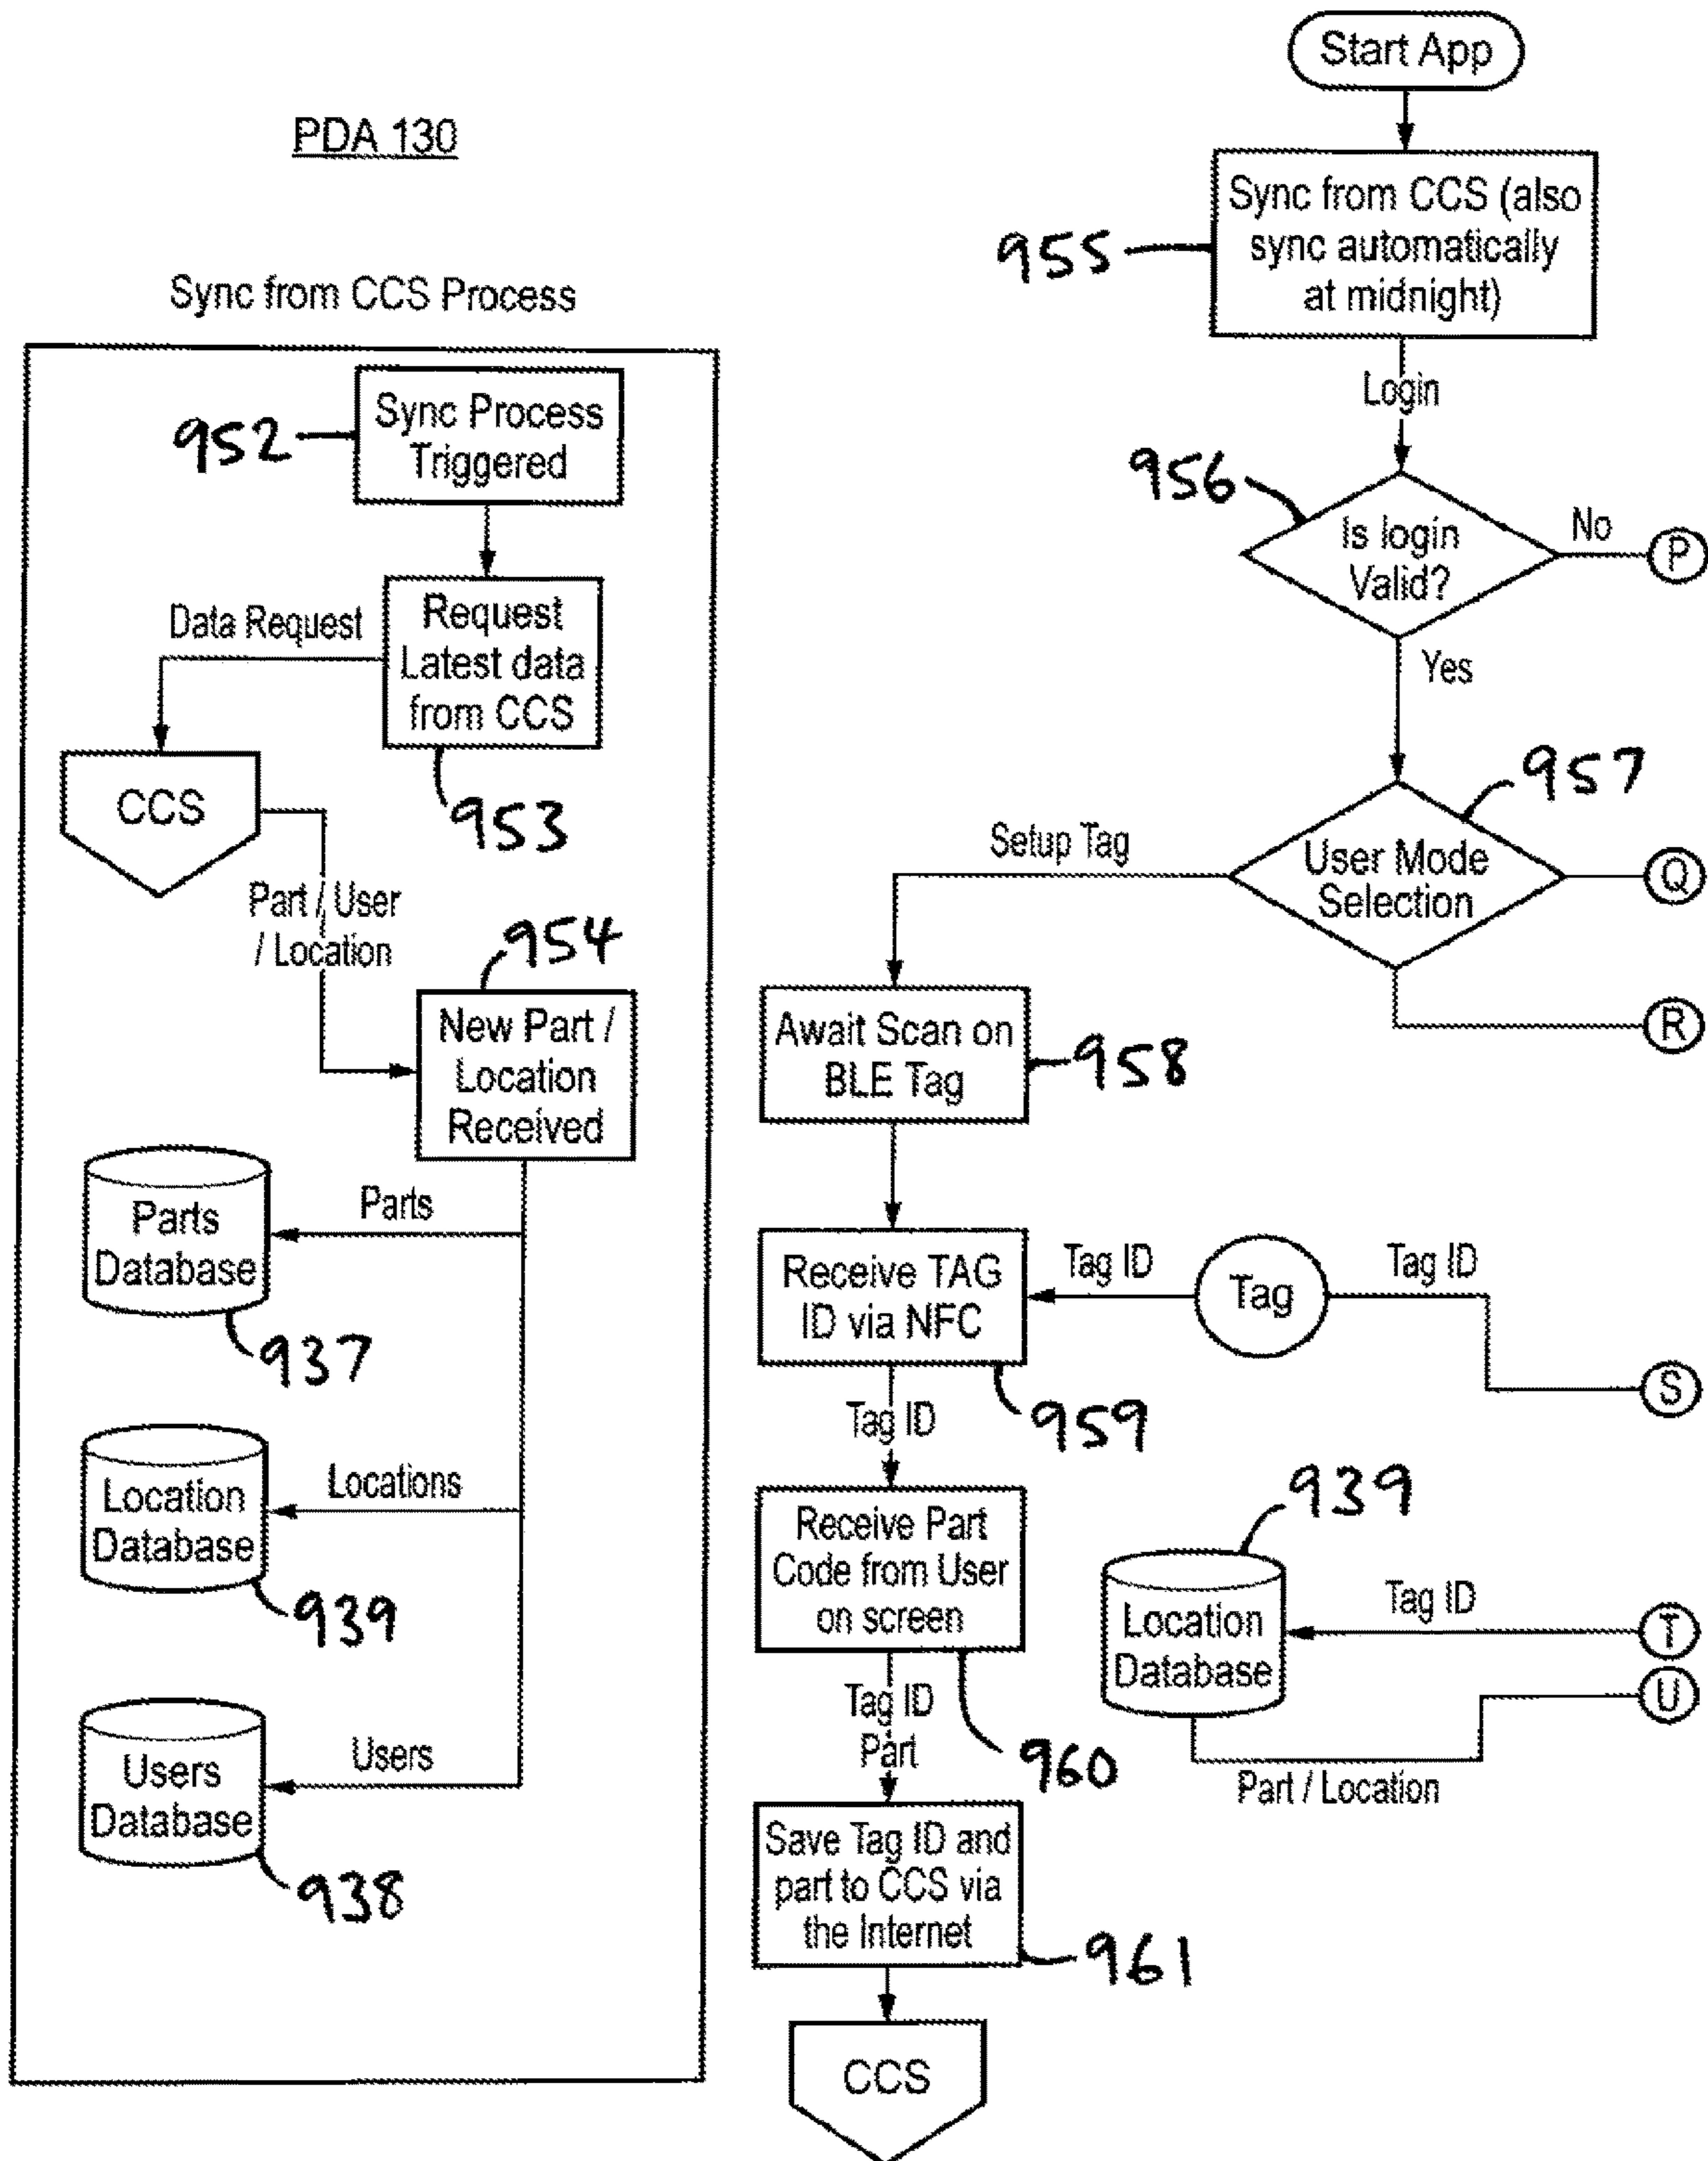 PDA 130
Sync from CCS Process
952
Sync Process
Triggered
Data Request
Request
Latest data
from CCS
953
CCS
Part / User
/ Location
954
New Part /
Location
Received
Parts
Parts
Database
937
Locations
Location
Database
939
Users
Users
Database
938
Start App
955
Sync from CCS (also
sync automatically
at midnight)
Login
956
Is login
Valid?
No
P
Yes
957
User Mode
Selection
Setup Tag
Q
R
Await Scan on
BLE Tag
958
Receive TAG
ID via NFC
Tag ID
Tag
Tag ID
S
959
Tag ID
Receive Part
Code from User
on screen
960
939
Location
Database
Tag ID
T
U
Part / Location
Tag ID
Part
Save Tag ID and
part to CCS via
the Internet
961
CCS